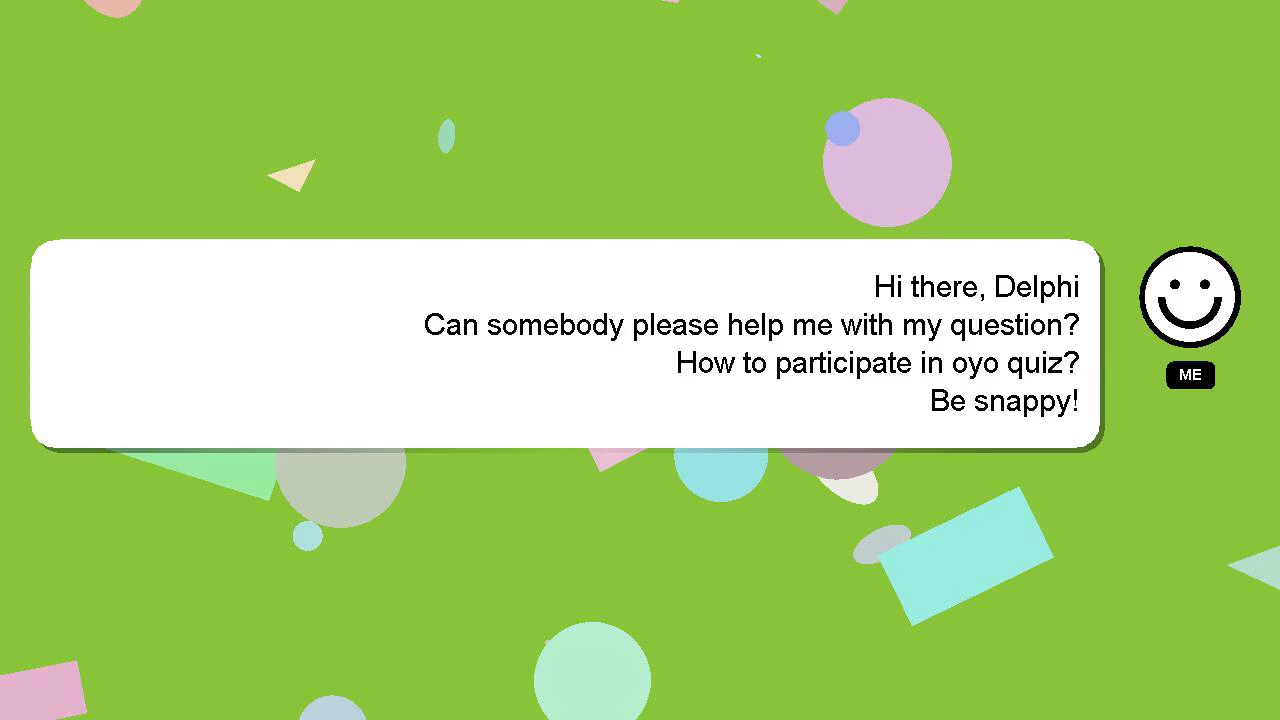 Hi there, Delphi
Can somebody please help me with my question?
How to participate in oyo quiz?
Be snappy!
ME